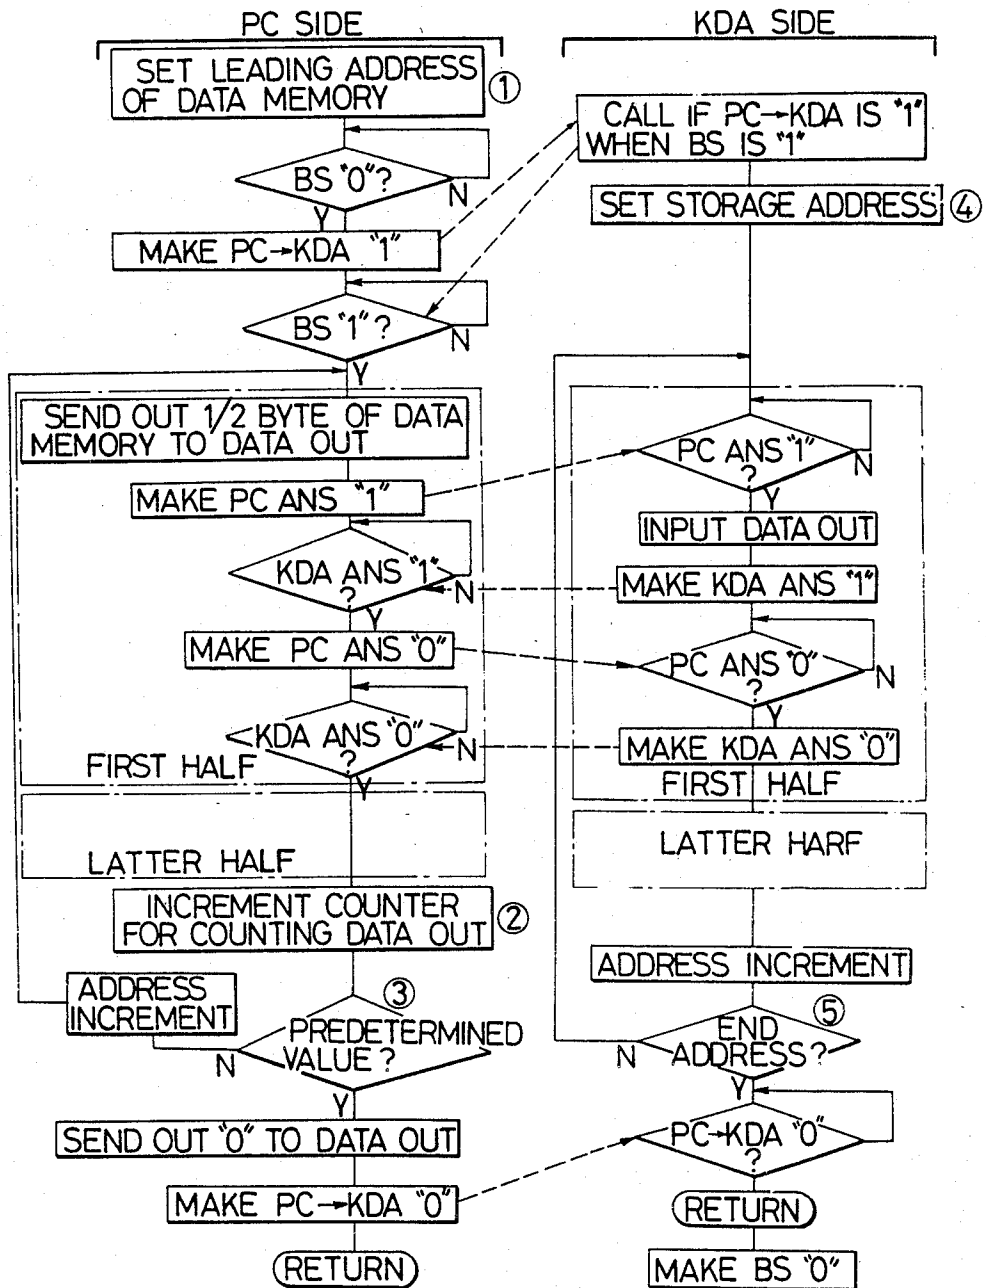 PC SIDE
SET LEADING ADDRESS
OF DATA MEMORY
①
BS "0"?
N
Y
MAKE PC→KDA "1"
BS "1"?
N
Y
SEND OUT 1/2 BYTE OF DATA
MEMORY TO DATA OUT
MAKE PC ANS "1"
KDA ANS "1"
?
N
Y
MAKE PC ANS "0"
KDA ANS "0"
?
N
FIRST HALF
Y
LATTER HALF
INCREMENT COUNTER
FOR COUNTING DATA OUT
②
ADDRESS
INCREMENT
③
PREDETERMINED
VALUE?
N
Y
SEND OUT "0" TO DATA OUT
MAKE PC→KDA "0"
RETURN
KDA SIDE
CALL IF PC→KDA IS "1"
WHEN BS IS "1"
SET STORAGE ADDRESS
④
PC ANS "1"
?
N
Y
INPUT DATA OUT
MAKE KDA ANS "1"
PC ANS "0"
?
N
Y
MAKE KDA ANS "0"
FIRST HALF
LATTER HARF
ADDRESS INCREMENT
⑤
END
ADDRESS?
N
Y
PC→KDA "0"
?
RETURN
MAKE BS "0"